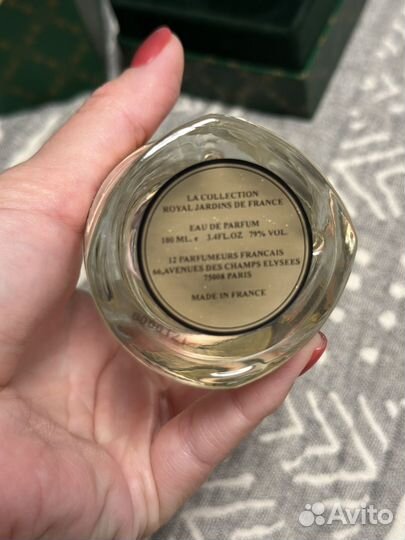 LA COLLECTION
ROYAL JARDINS DE FRANCE
EAU DE PARFUM
100 ML. e 3.4FL.OZ 79% VOL.
12 PARFUMEURS FRANCAIS
66,AVENUES DES CHAMPS ELYSEES
75008 PARIS
MADE IN FRANCE
Avito